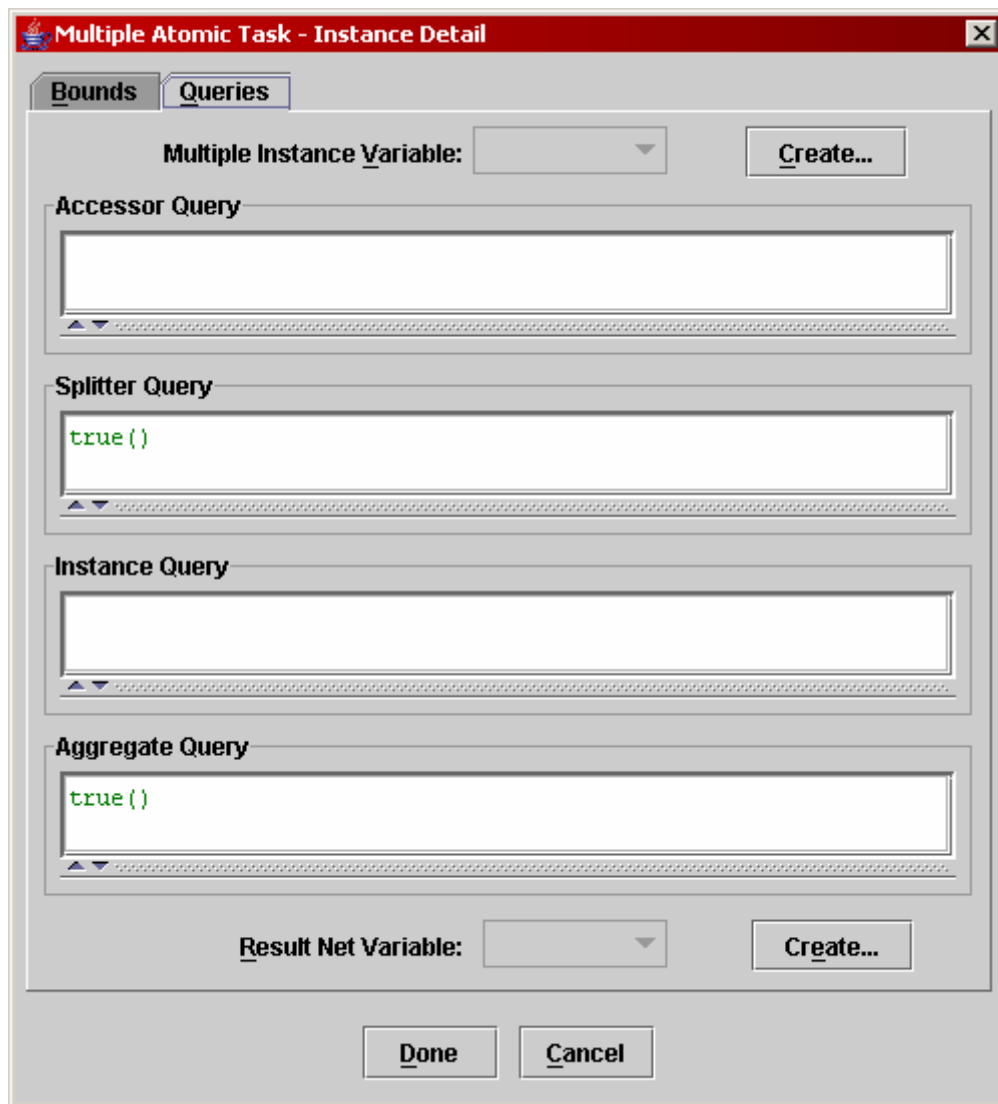 Multiple Atomic Task - Instance Detail
Bounds Queries
Multiple Instance Variable: Create...
Accessor Query
Splitter Query
true()
Instance Query
Aggregate Query
true()
Result Net Variable: Create...
Done Cancel